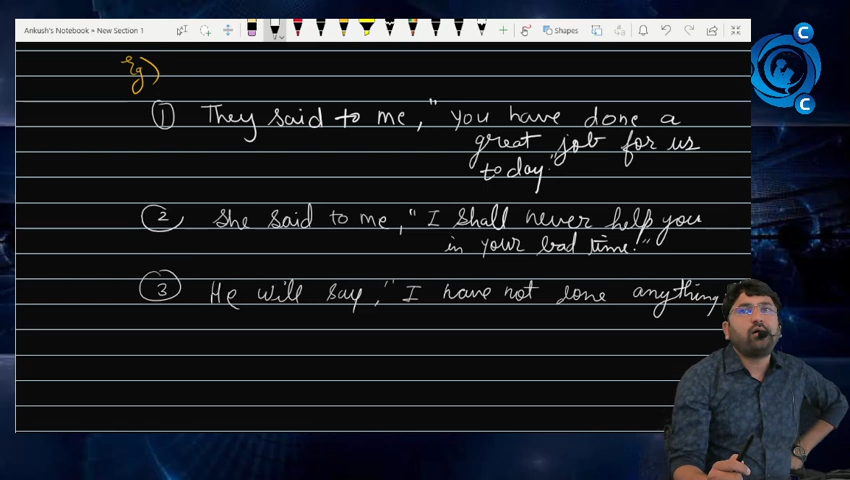 Ankush's Notebook > New Section 1
Shapes
C
C
Eg)
1 They said to me, "You have done a
great job for us
today."
2 She said to me, "I shall never help you
in your bad time."
3 He will say, "I have not done anything